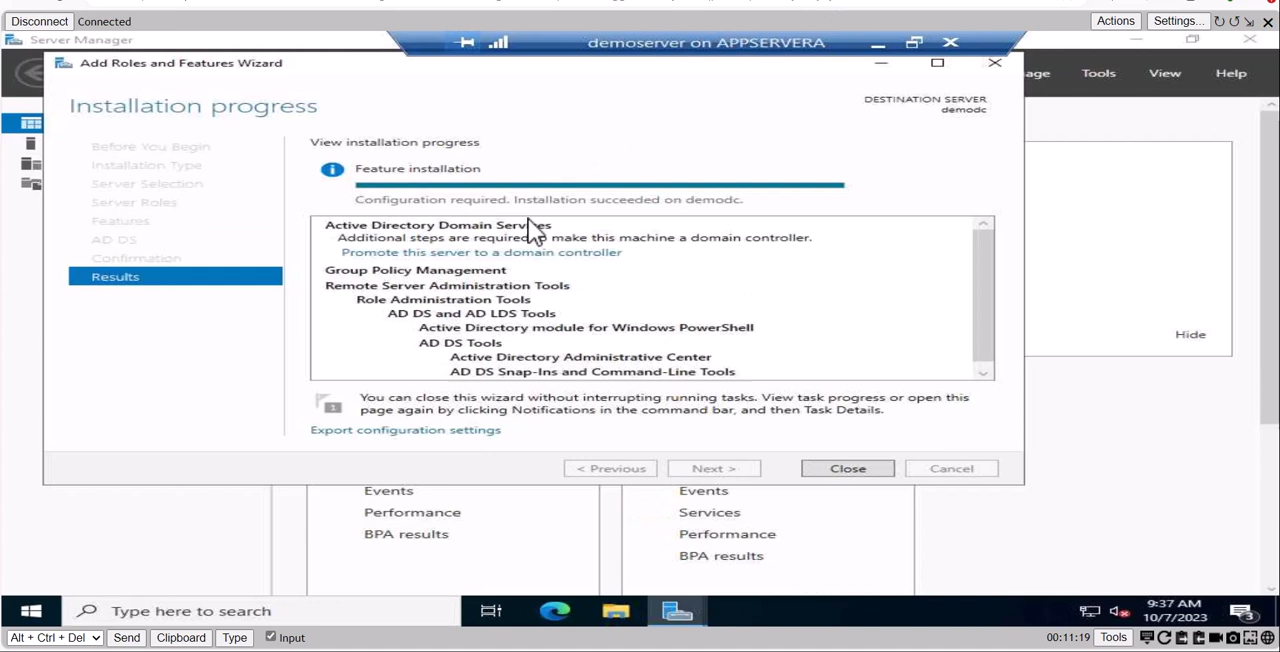 Disconnect Connected Actions Settings...
Server Manager
demoserver on APPSERVERA
Add Roles and Features Wizard
age Tools View Help
Installation progress
DESTINATION SERVER
demodc
Before You Begin
Installation Type
Server Selection
Server Roles
Features
AD DS
Confirmation
Results
View installation progress
Feature installation
Configuration required. Installation succeeded on demodc.
Active Directory Domain Services
Additional steps are required to make this machine a domain controller.
Promote this server to a domain controller
Group Policy Management
Remote Server Administration Tools
Role Administration Tools
AD DS and AD LDS Tools
Active Directory module for Windows PowerShell
AD DS Tools
Active Directory Administrative Center
AD DS Snap-Ins and Command-Line Tools
Hide
1
You can close this wizard without interrupting running tasks. View task progress or open this
page again by clicking Notifications in the command bar, and then Task Details.
Export configuration settings
< Previous Next > Close Cancel
Events
Performance
BPA results
Events
Services
Performance
BPA results
Type here to search
9:37 AM
10/7/2023
3
Alt + Ctrl + Del Send Clipboard Type Input 00:11:19 Tools